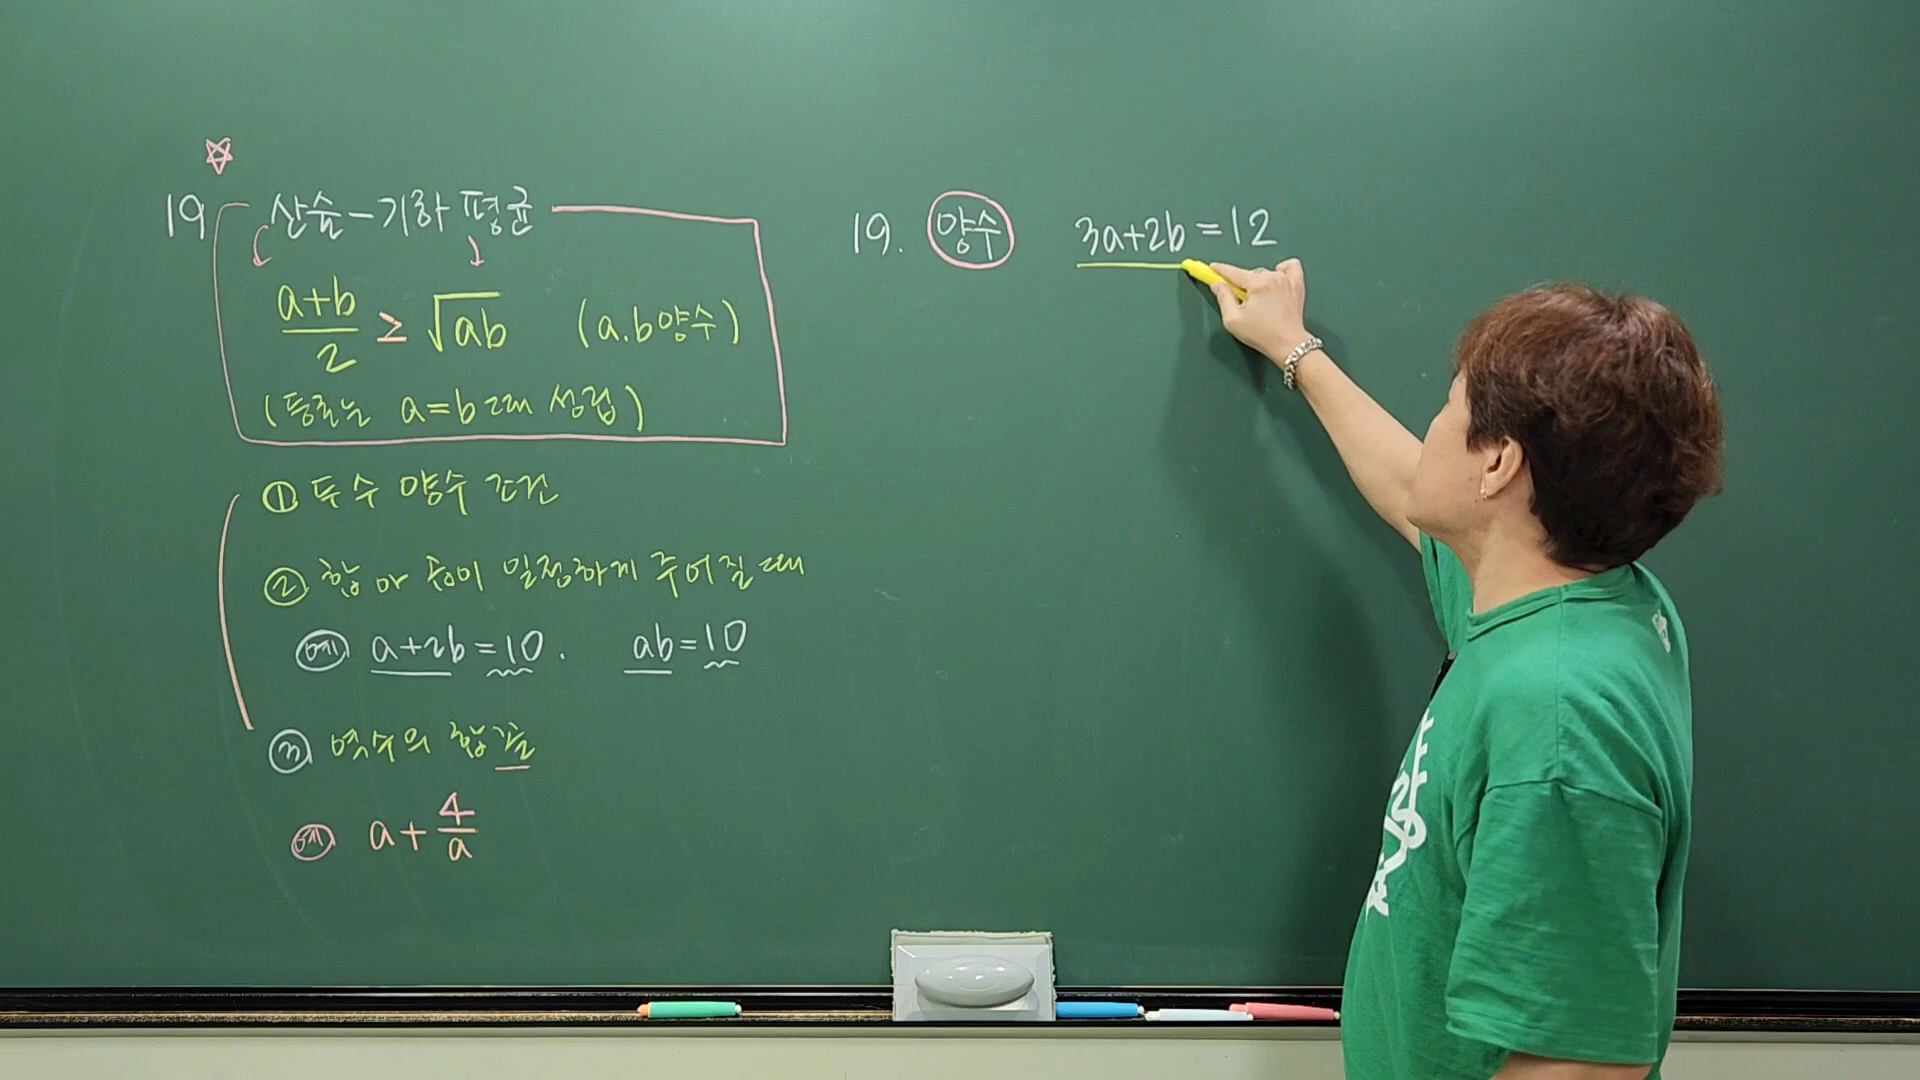 19 산술-기하 평균
a+b/2 ≥ √ab (a.b양수)
(등호는 a=b 때 성립)
① 두 수 양수 조건
② 합 or 곱이 일정하게 주어질 때
예 a+2b=10. ab=10
③ 역수의 합 꼴
예 a+4/a
19. 양수 3a+2b=12